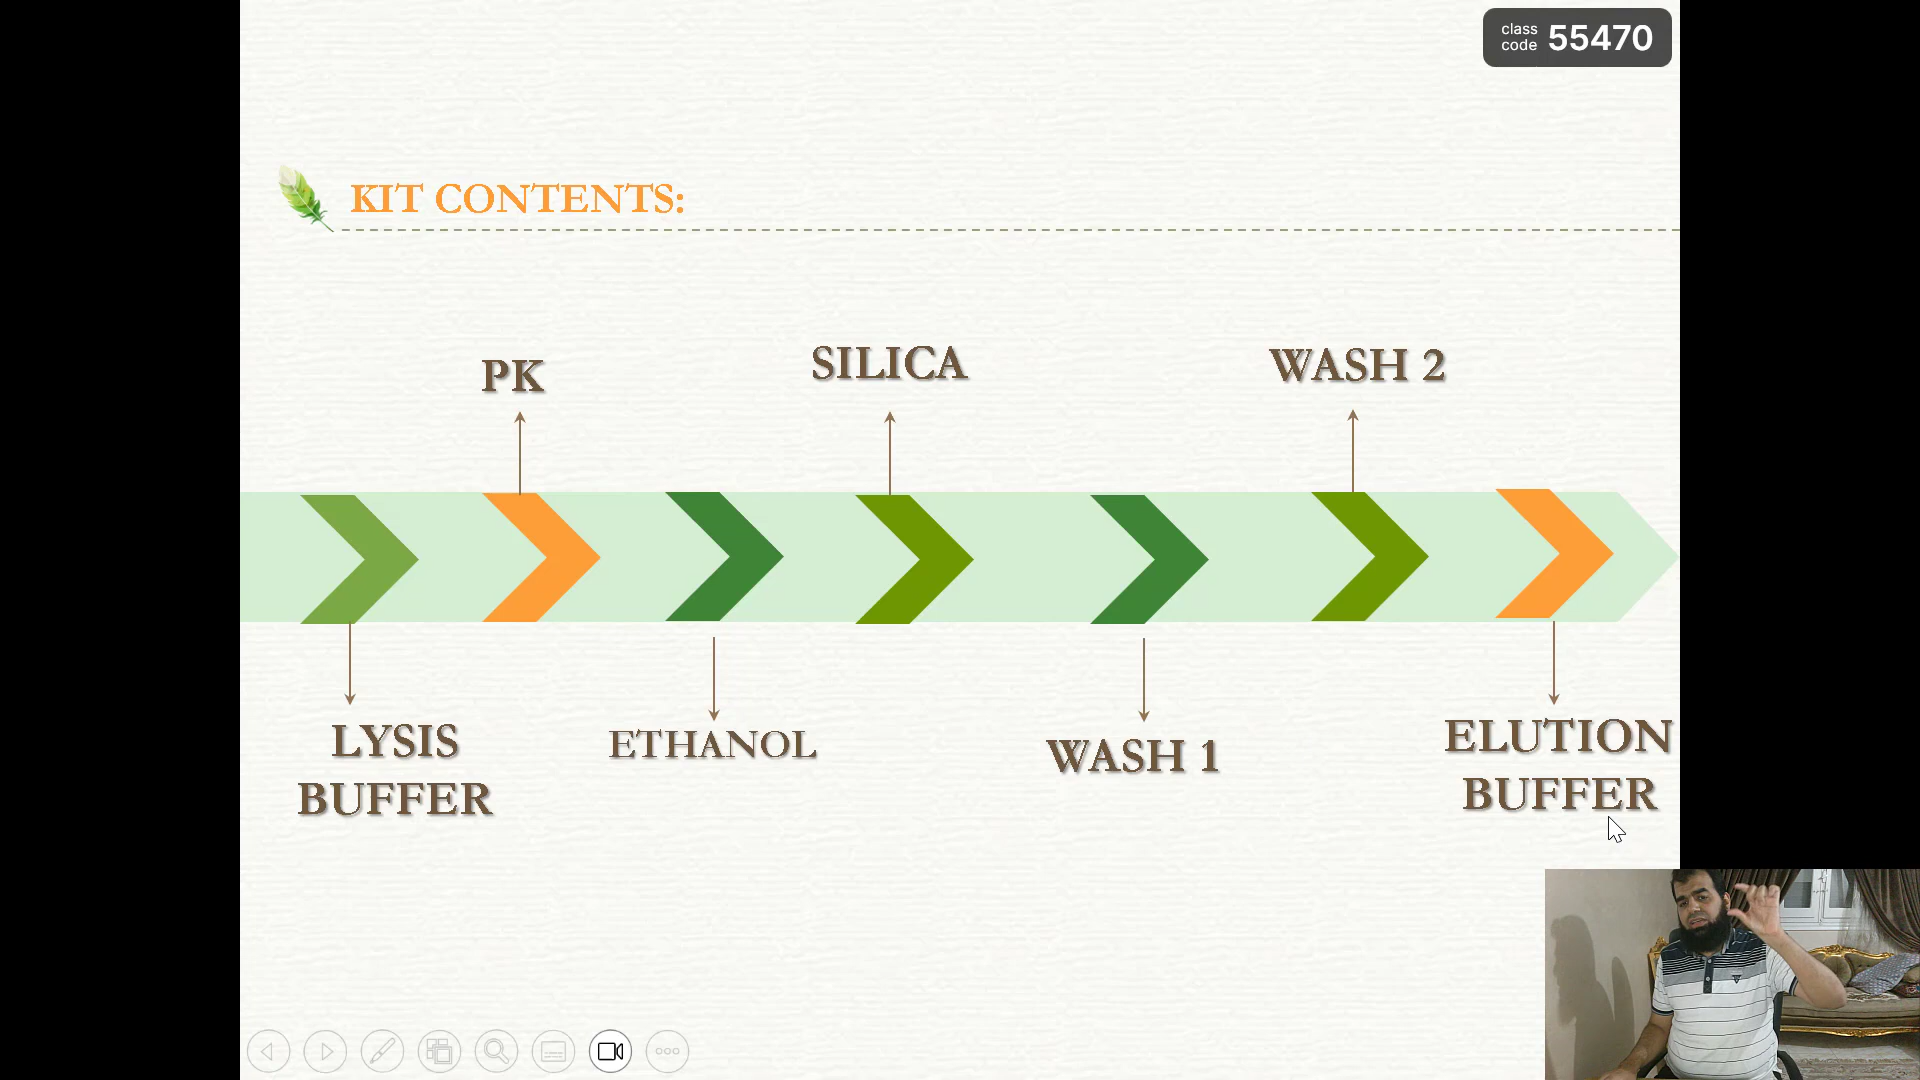 class
code 55470
KIT CONTENTS:
PK
SILICA
WASH 2
LYSIS
BUFFER
ETHANOL
WASH 1
ELUTION
BUFFER